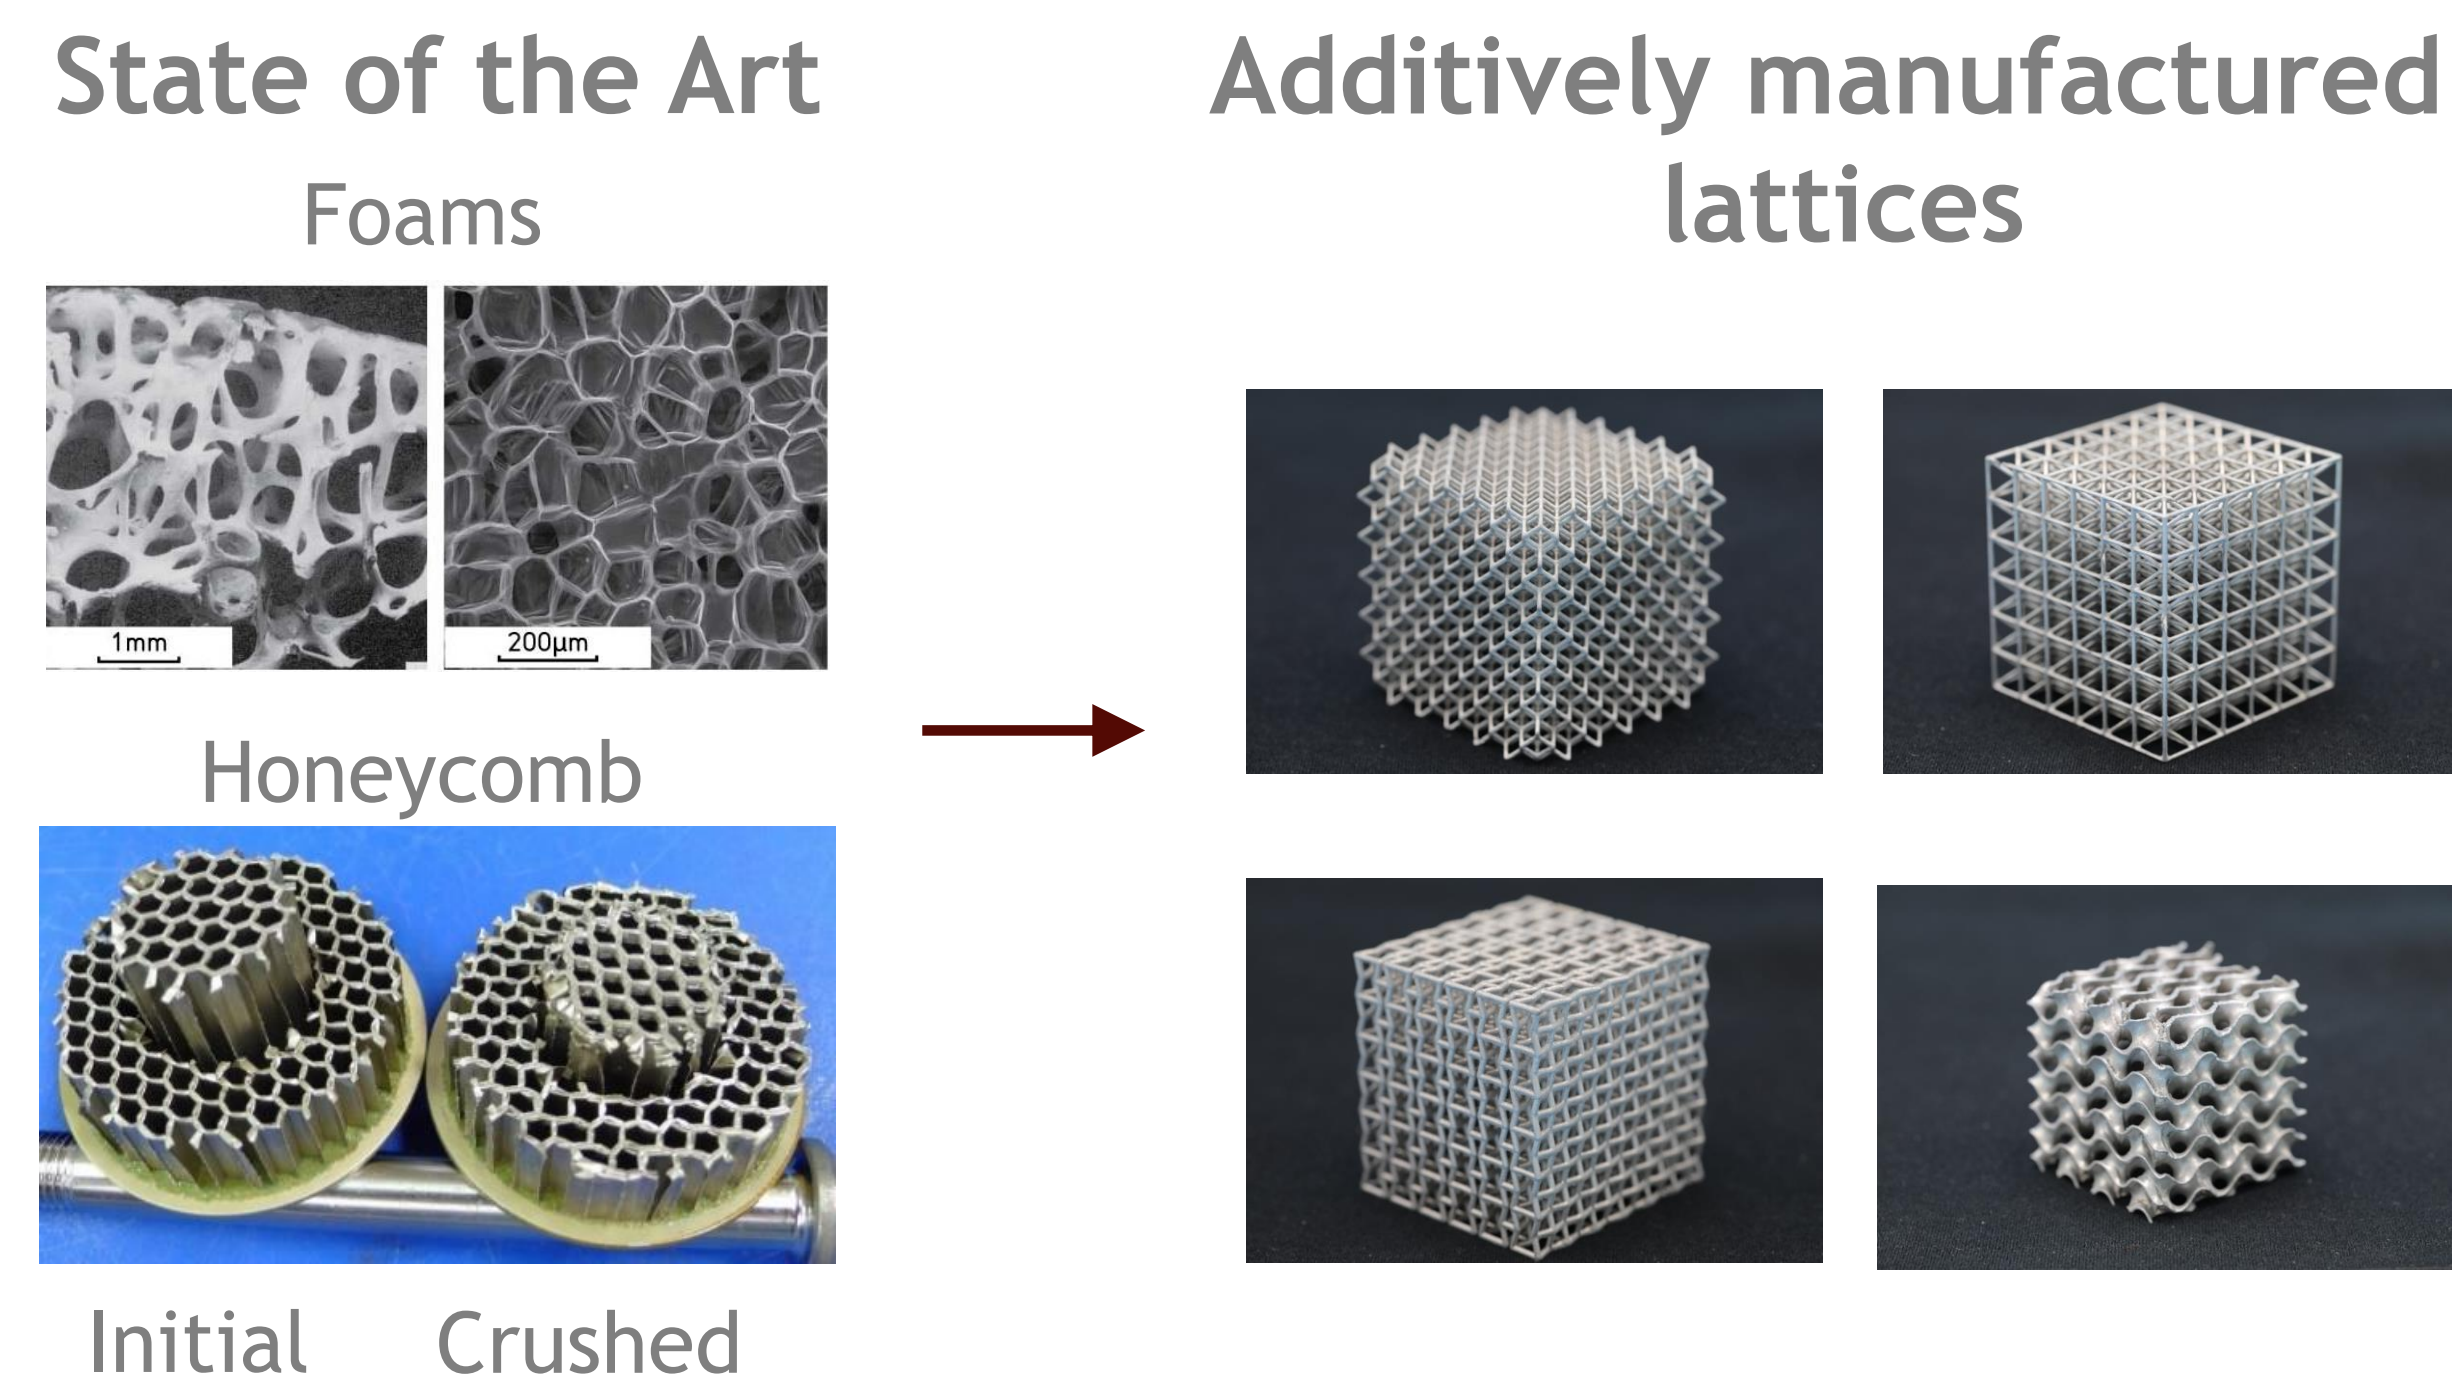 State of the Art
Foams
1mm
200µm
Honeycomb
Initial
Crushed
Additively manufactured
lattices